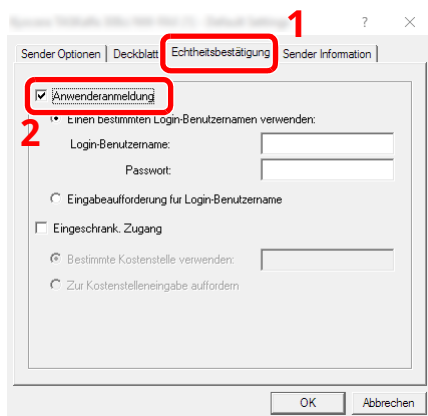 1
? ×
Sender Optionen Deckblatt Echtheitsbestätigung Sender Information
Anwenderanmeldung
2
Einen bestimmten Login-Benutzernamen verwenden:
Login-Benutzername:
Passwort:
Eingabeaufforderung fur Login-Benutzername
Eingeschrank. Zugang
Bestimmte Kostenstelle verwenden:
Zur Kostenstelleneingabe auffordern
OK Abbrechen